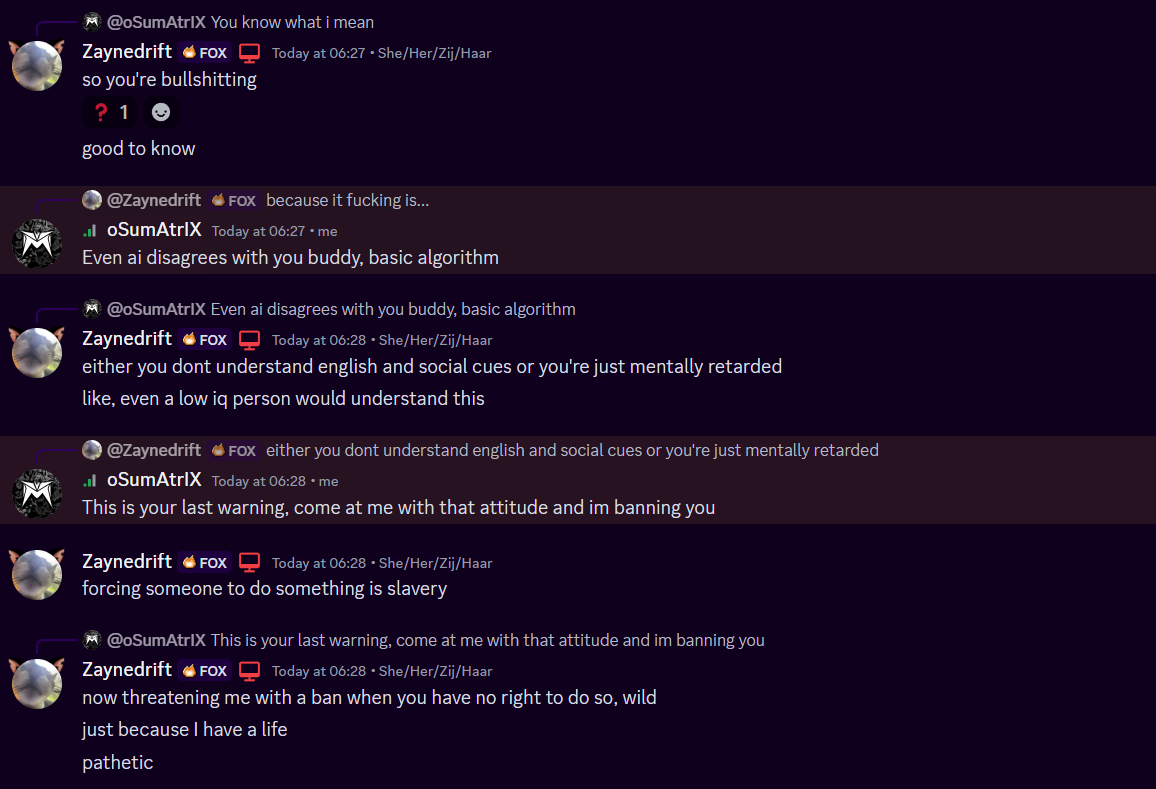 @oSumAtrIX You know what i mean
Zaynedrift FOX Today at 06:27 • She/Her/Zij/Haar
so you're bullshitting
? 1
good to know
@Zaynedrift FOX because it fucking is...
oSumAtrIX Today at 06:27 • me
Even ai disagrees with you buddy, basic algorithm
@oSumAtrIX Even ai disagrees with you buddy, basic algorithm
Zaynedrift FOX Today at 06:28 • She/Her/Zij/Haar
either you dont understand english and social cues or you're just mentally retarded
like, even a low iq person would understand this
@Zaynedrift FOX either you dont understand english and social cues or you're just mentally retarded
oSumAtrIX Today at 06:28 • me
This is your last warning, come at me with that attitude and im banning you
Zaynedrift FOX Today at 06:28 • She/Her/Zij/Haar
forcing someone to do something is slavery
@oSumAtrIX This is your last warning, come at me with that attitude and im banning you
Zaynedrift FOX Today at 06:28 • She/Her/Zij/Haar
now threatening me with a ban when you have no right to do so, wild
just because I have a life
pathetic